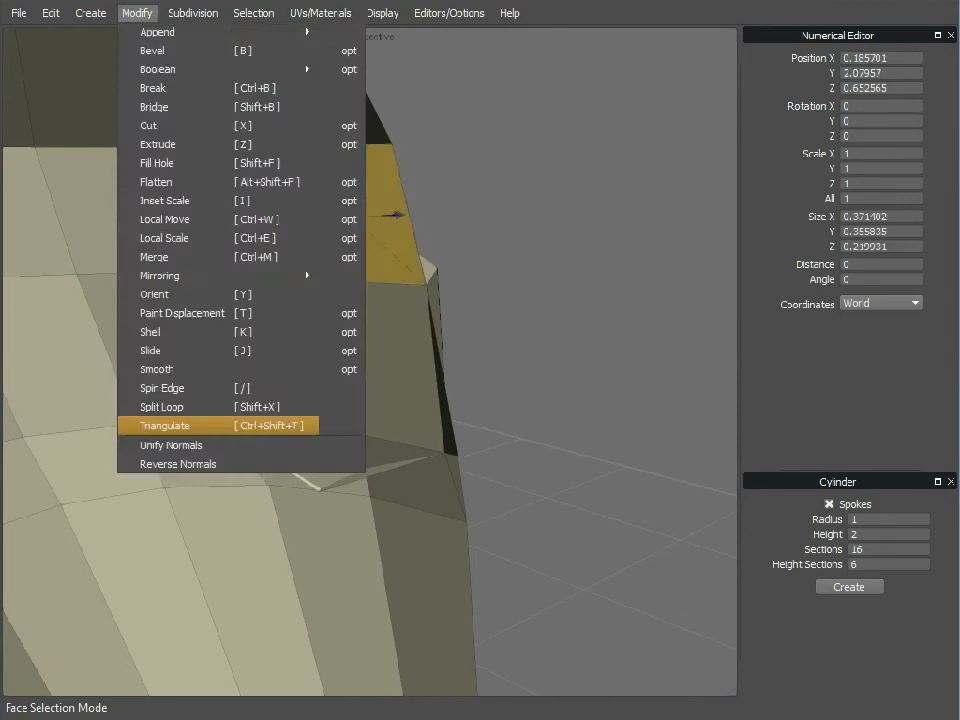 File Edit Create Modify Subdivision Selection UVs/Materials Display Editors/Options Help
Append
Bevel [B] opt
Boolean opt
Break [Ctrl+B]
Bridge [Shift+B]
Cut [X] opt
Extrude [Z] opt
Fill Hole [Shift+F]
Flatten [Alt+Shift+F] opt
Inset Scale [I] opt
Local Move [Ctrl+W] opt
Local Scale [Ctrl+E] opt
Merge [Ctrl+M] opt
Mirroring
Orient [Y]
Paint Displacement [T] opt
Shell [K] opt
Slide [J] opt
Smooth opt
Spin Edge [/]
Split Loop [Shift+X]
Triangulate [Ctrl+Shift+T]
Unify Normals
Reverse Normals
Numerical Editor
Position X 0.185701
Y 2.07957
Z 0.652565
Rotation X 0
Y 0
Z 0
Scale X 1
Y 1
Z 1
All 1
Size X 0.371402
Y 0.355835
Z 0.219931
Distance 0
Angle 0
Coordinates Word
Cylinder
Spokes
Radius 1
Height 2
Sections 16
Height Sections 6
Create
Face Selection Mode